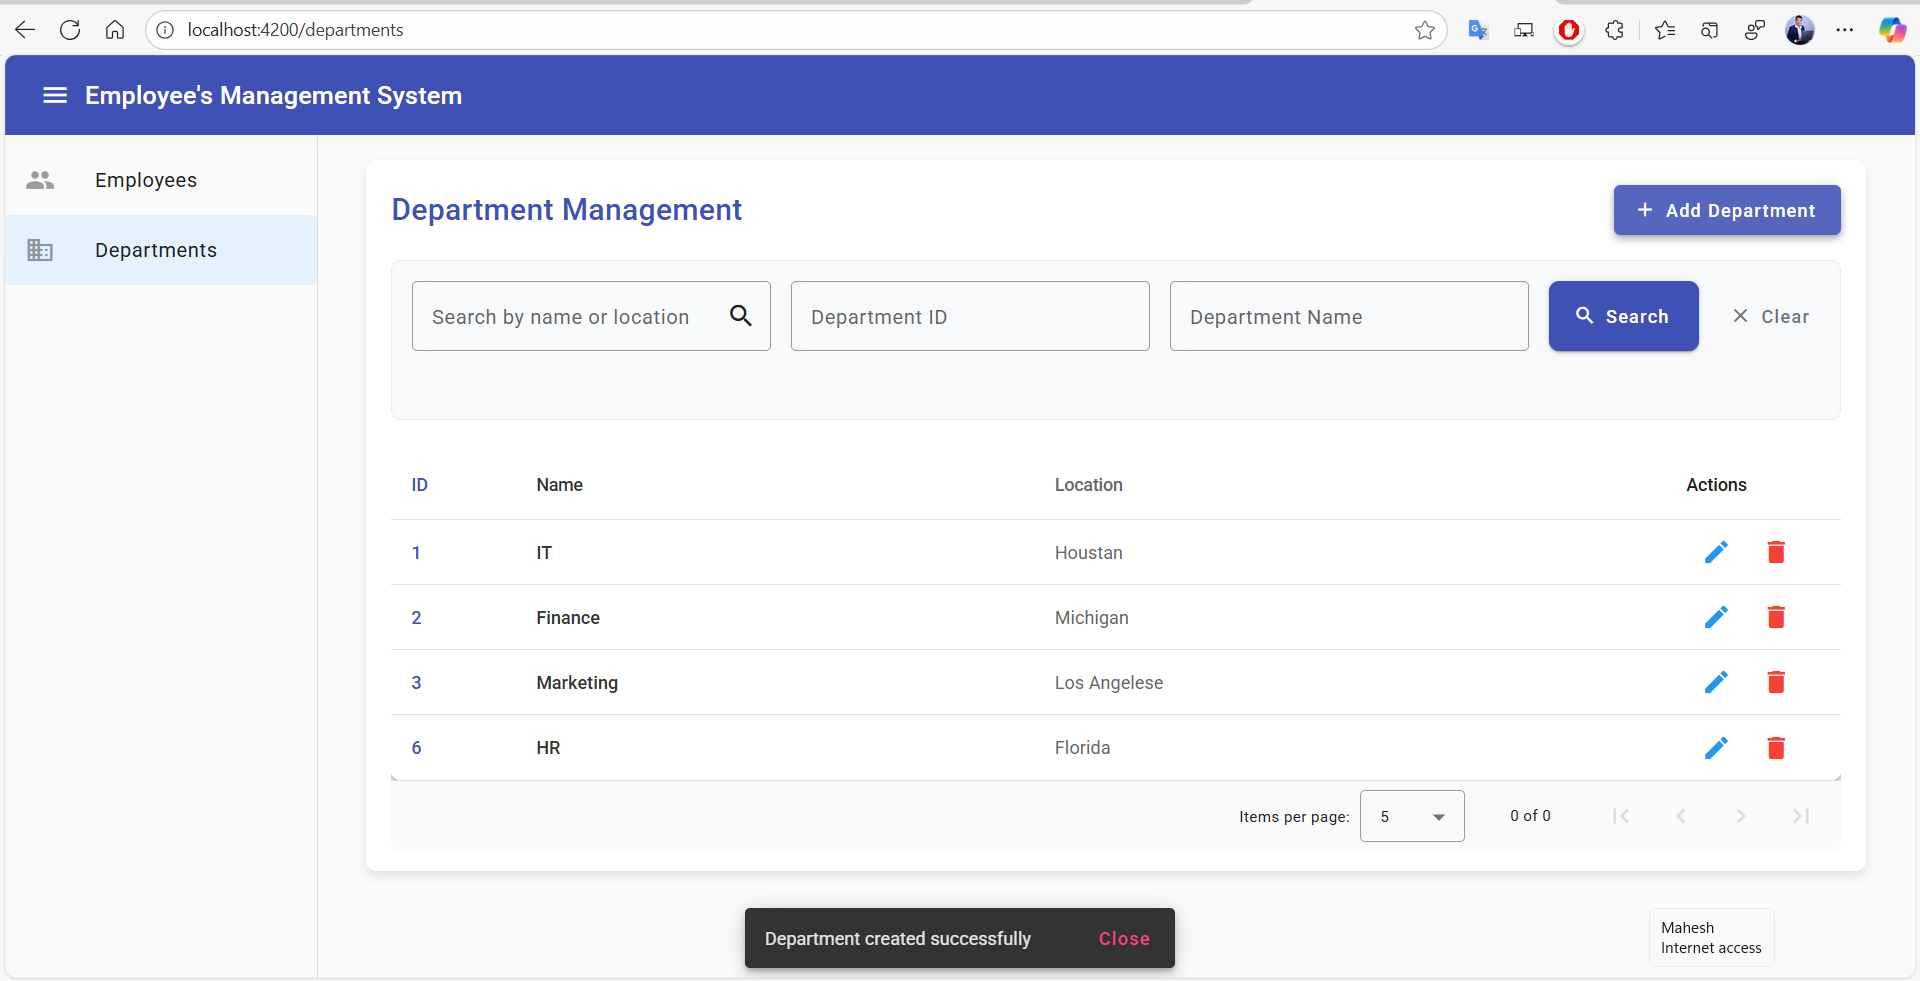 localhost:4200/departments
Employee's Management System
Employees
Departments
Department Management
+ Add Department
Search by name or location
Department ID
Department Name
Search
Clear
ID Name Location Actions
1 IT Houstan
2 Finance Michigan
3 Marketing Los Angelese
6 HR Florida
Items per page: 5 0 of 0
Department created successfully Close
Mahesh
Internet access